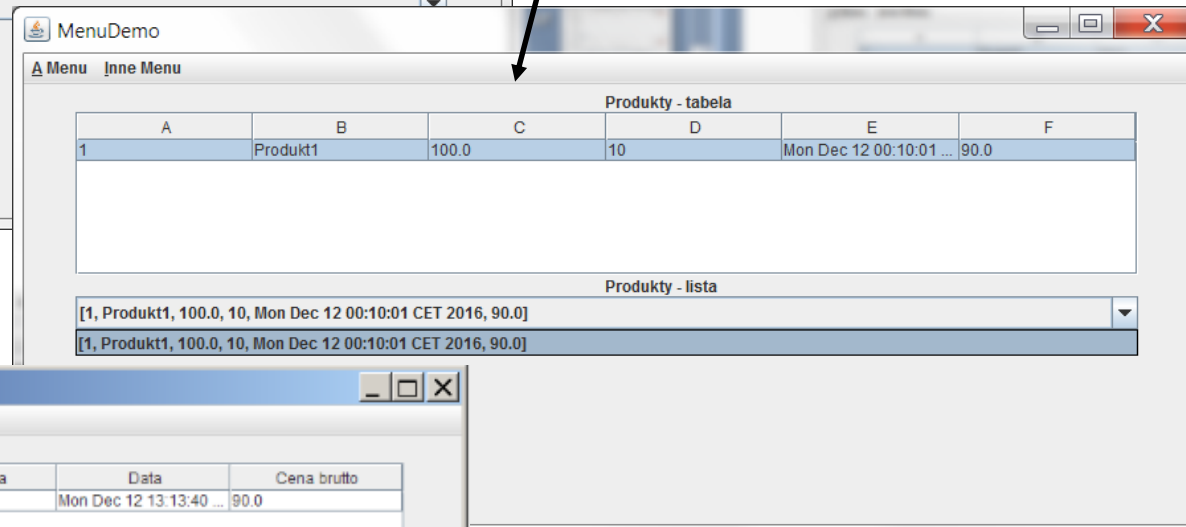 MenuDemo
A Menu Inne Menu
Produkty - tabela
A B C D E F
1 Produkt1 100.0 10 Mon Dec 12 00:10:01 ... 90.0
Produkty - lista
[1, Produkt1, 100.0, 10, Mon Dec 12 00:10:01 CET 2016, 90.0]
[1, Produkt1, 100.0, 10, Mon Dec 12 00:10:01 CET 2016, 90.0]
a Data Cena brutto
Mon Dec 12 13:13:40 ... 90.0